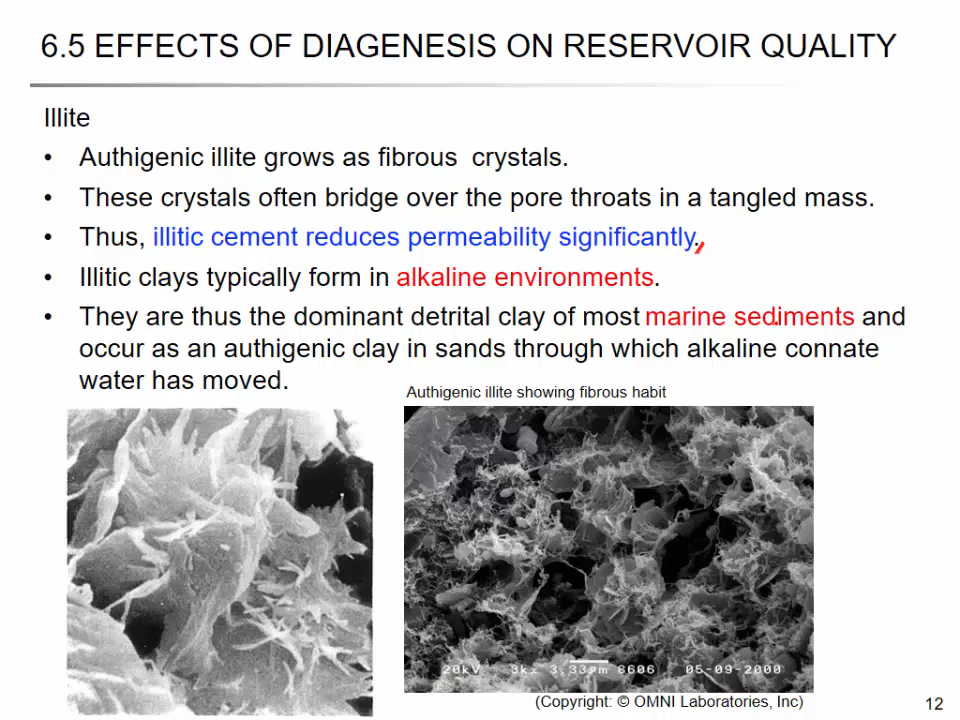 6.5 EFFECTS OF DIAGENESIS ON RESERVOIR QUALITY
Illite
• Authigenic illite grows as fibrous crystals.
• These crystals often bridge over the pore throats in a tangled mass.
• Thus, illitic cement reduces permeability significantly.
• Illitic clays typically form in alkaline environments.
• They are thus the dominant detrital clay of most marine sediments and
occur as an authigenic clay in sands through which alkaline connate
water has moved.
Authigenic illite showing fibrous habit
20kV 3kx 3.33µm 8606 05-09-2000
(Copyright: © OMNI Laboratories, Inc)
12